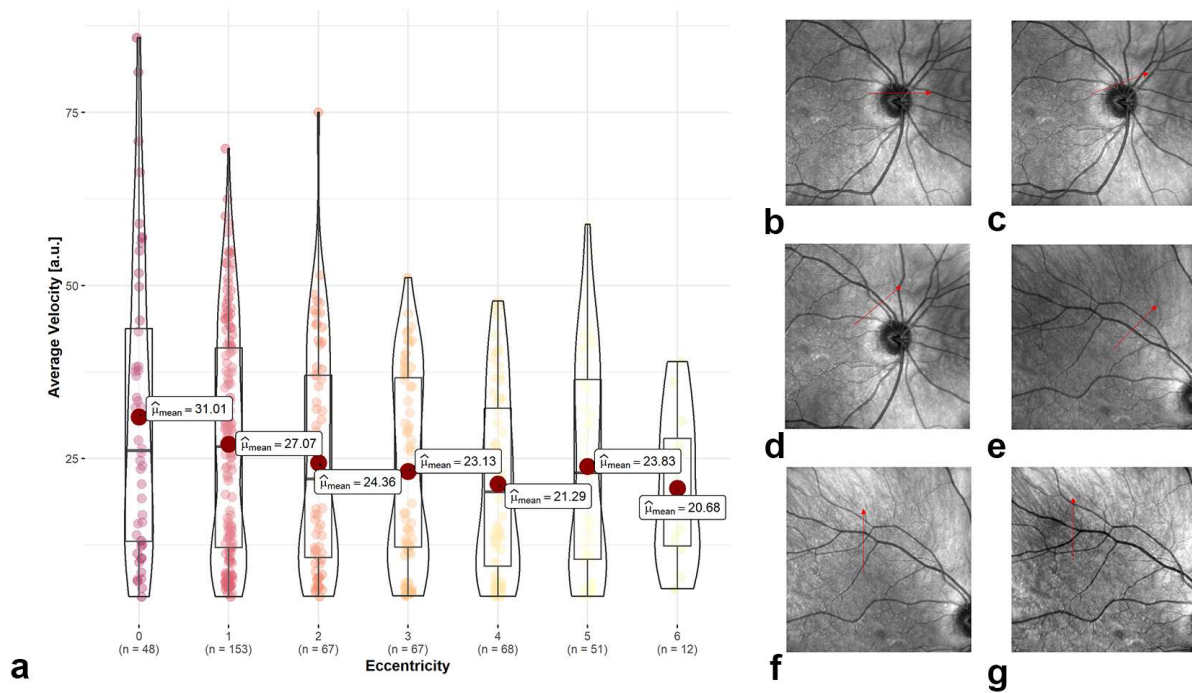 75
50
25
Average Velocity [a.u.]
μ̂mean = 31.01
μ̂mean = 27.07
μ̂mean = 24.36
μ̂mean = 23.13
μ̂mean = 21.29
μ̂mean = 23.83
μ̂mean = 20.68
0 1 2 3 4 5 6
(n = 48) (n = 153) (n = 67) (n = 67) (n = 68) (n = 51) (n = 12)
Eccentricity
a
b
c
d
e
f
g